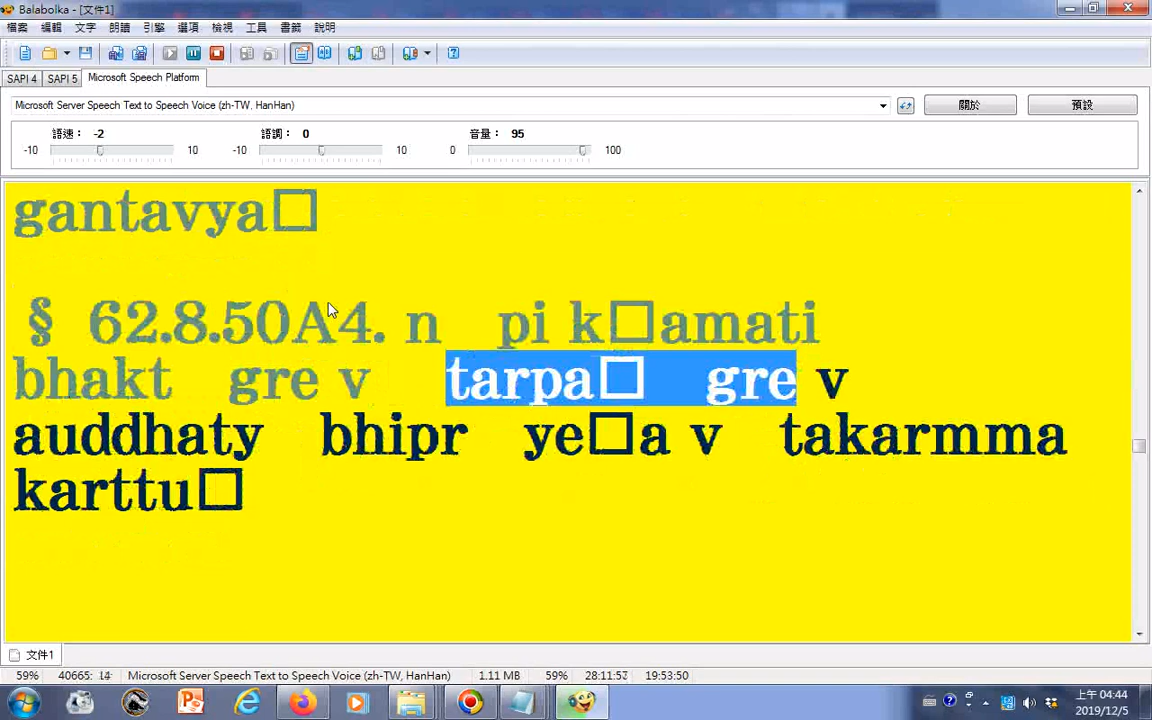 Balabolka - [文件1]
檔案 編輯 文字 朗讀 引擎 選項 檢視 工具 書籤 說明
SAPI 4 SAPI 5 Microsoft Speech Platform
Microsoft Server Speech Text to Speech Voice (zh-TW, HanHan) 關於 預設
語速： -2 語調： 0 音量： 95
-10 10 -10 10 0 100
gantavya□
§ 62.8.50A4. n pi k□amati
bhakt gre v tarpa□ gre v
auddhaty bhipr ye□a v takarmma
karttu□
文件1
59% 40665: 14 Microsoft Server Speech Text to Speech Voice (zh-TW, HanHan) 1.11 MB 59% 28:11:53 19:53:50
上午 04:44
2019/12/5